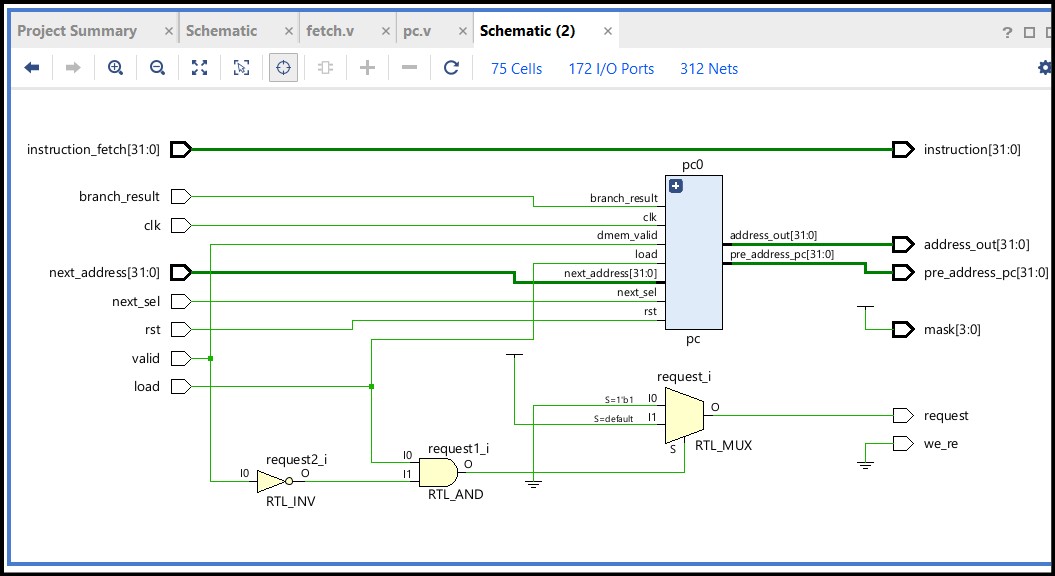 Project Summary × Schematic × fetch.v × pc.v × Schematic (2) × ?
75 Cells 172 I/O Ports 312 Nets
instruction_fetch[31:0]
instruction[31:0]
pc0
branch_result
branch_result
clk
clk
dmem_valid
address_out[31:0]
address_out[31:0]
load
pre_address_pc[31:0]
next_address[31:0]
next_address[31:0]
pre_address_pc[31:0]
next_sel
next_sel
rst
rst
mask[3:0]
pc
valid
load
request_i
S=1'b1 I0
O
S=default I1
request
S RTL_MUX
we_re
request1_i
I0
O
I1
RTL_AND
request2_i
I0 O
RTL_INV